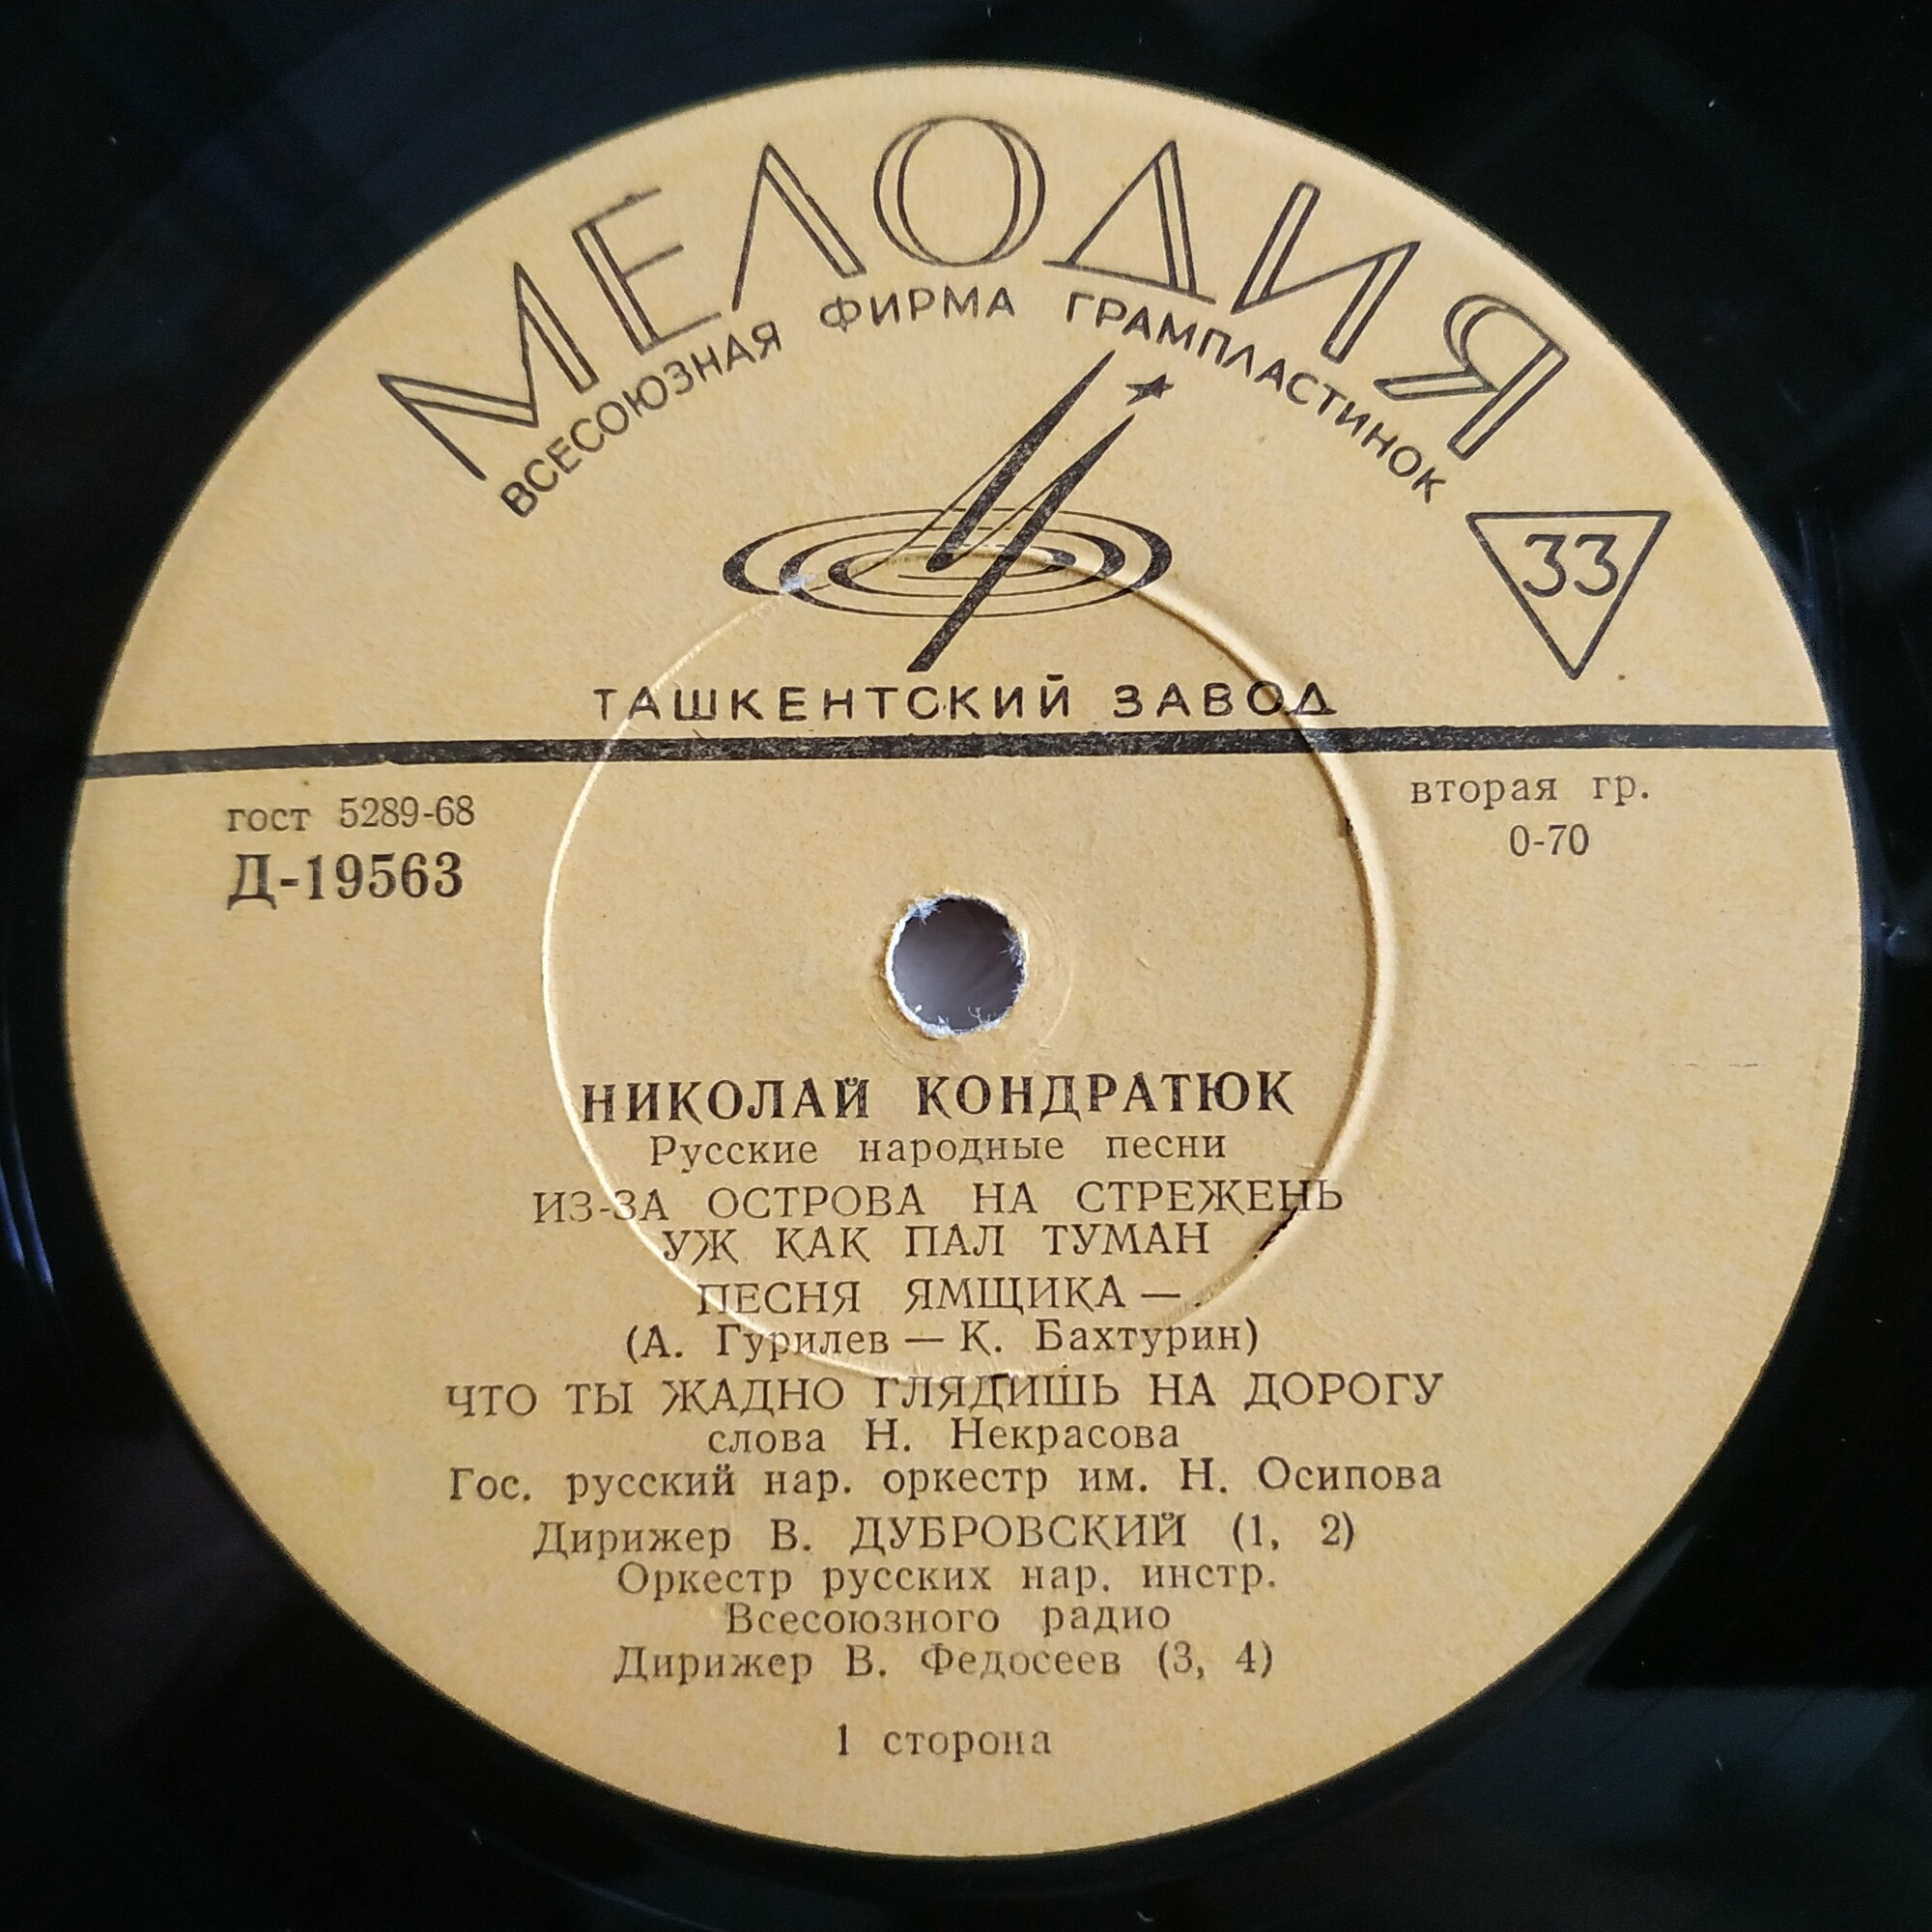 МЕЛОДИЯ
ВСЕСОЮЗНАЯ ФИРМА ГРАМПЛАСТИНОК
33
ТАШКЕНТСКИЙ ЗАВОД
гост 5289-68
Д-19563
вторая гр.
0-70
НИКОЛАЙ КОНДРАТЮК
Русские народные песни
ИЗ-ЗА ОСТРОВА НА СТРЕЖЕНЬ
УЖ КАК ПАЛ ТУМАН
ПЕСНЯ ЯМЩИКА — .
(А. Гурилев — К. Бахтурин)
ЧТО ТЫ ЖАДНО ГЛЯДИШЬ НА ДОРОГУ
слова Н. Некрасова
Гос. русский нар. оркестр им. Н. Осипова
Дирижер В. ДУБРОВСКИЙ (1, 2)
Оркестр русских нар. инстр.
Всесоюзного радио
Дирижер В. Федосеев (3, 4)
1 сторона